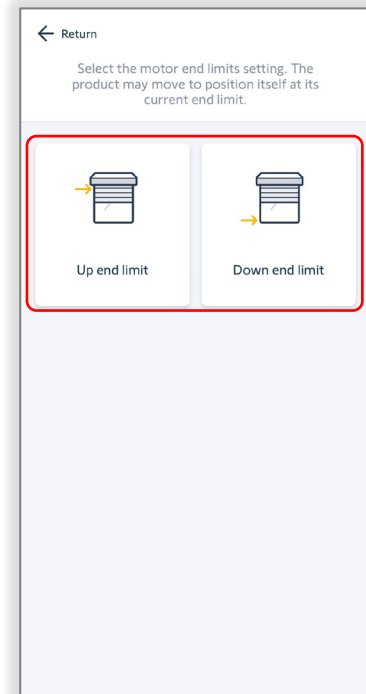 Return
Select the motor end limits setting. The
product may move to position itself at its
current end limit.
Up end limit
Down end limit